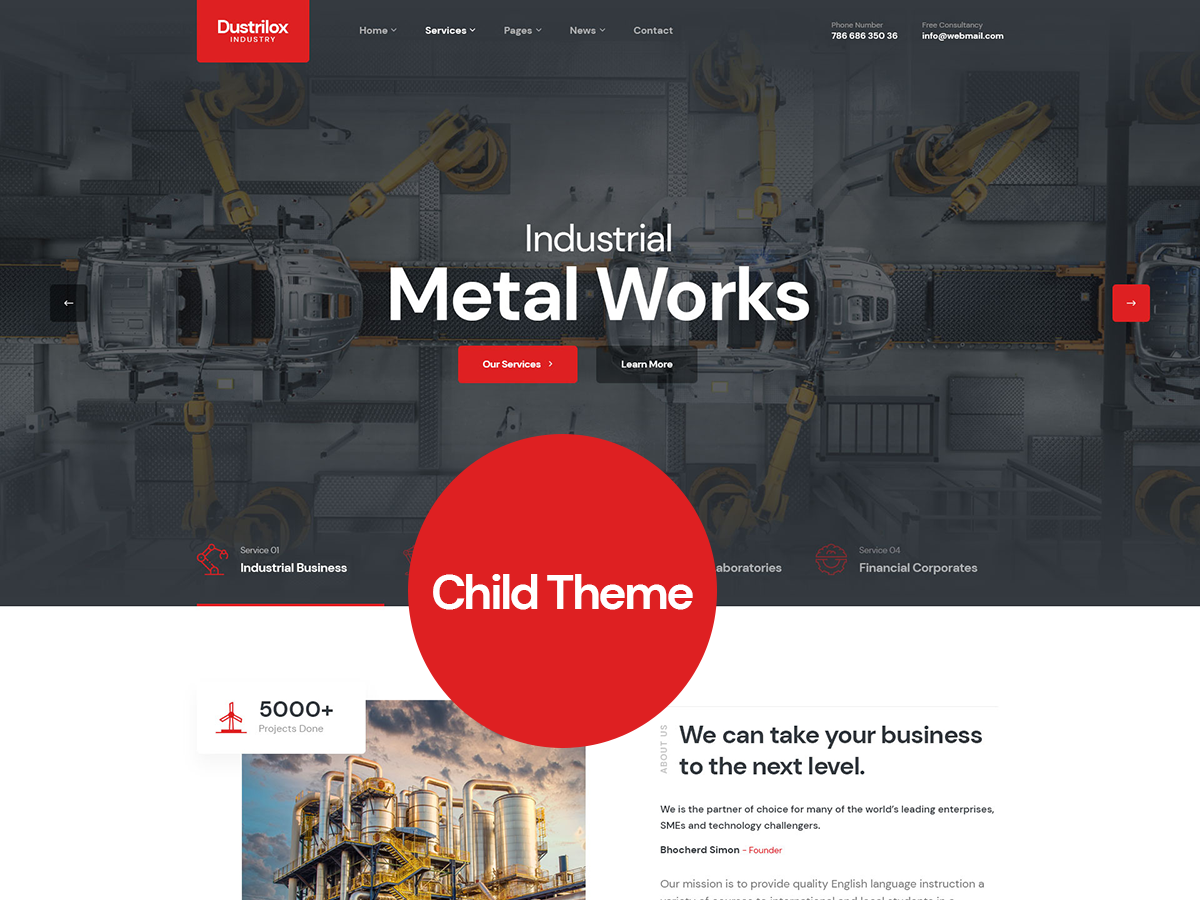 Dustrilox
INDUSTRY
Home
Services
Pages
News
Contact
Phone Number
786 686 350 36
Free Consultancy
info@webmail.com
Industrial
Metal Works
Our Services
Learn More
Service 01
Industrial Business
aboratories
Service 04
Financial Corporates
Child Theme
5000+
Projects Done
ABOUT US
We can take your business
to the next level.
We is the partner of choice for many of the world's leading enterprises,
SMEs and technology challengers.
Bhocherd Simon - Founder
Our mission is to provide quality English language instruction a